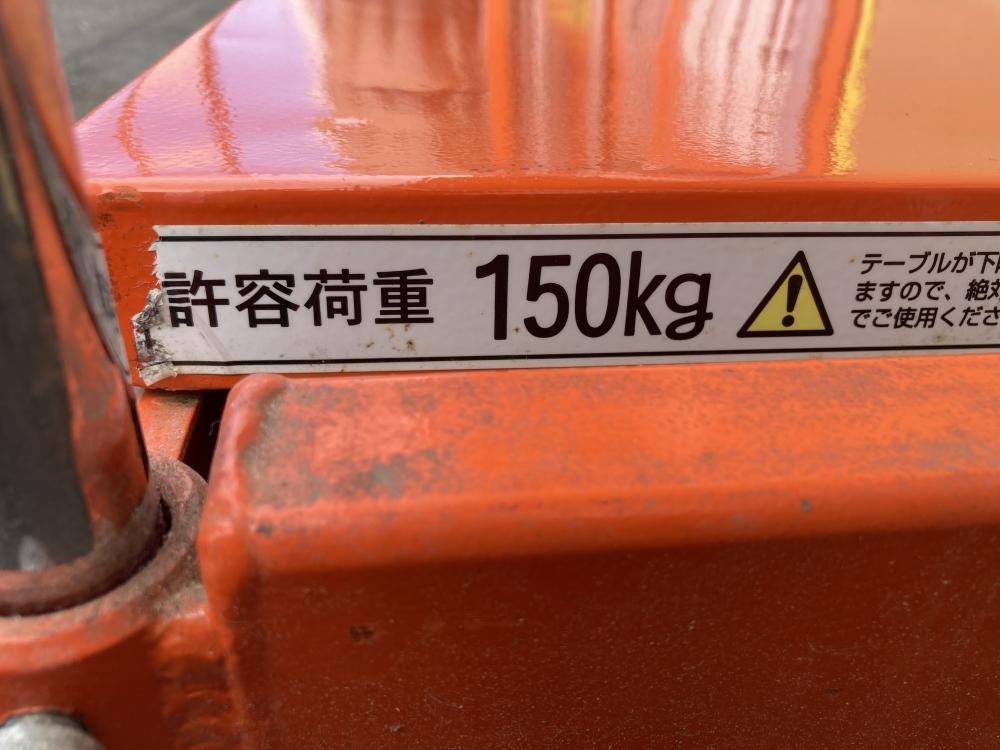 許容荷重 150kg
テーブルが下
ますので、絶対
でご使用くださ